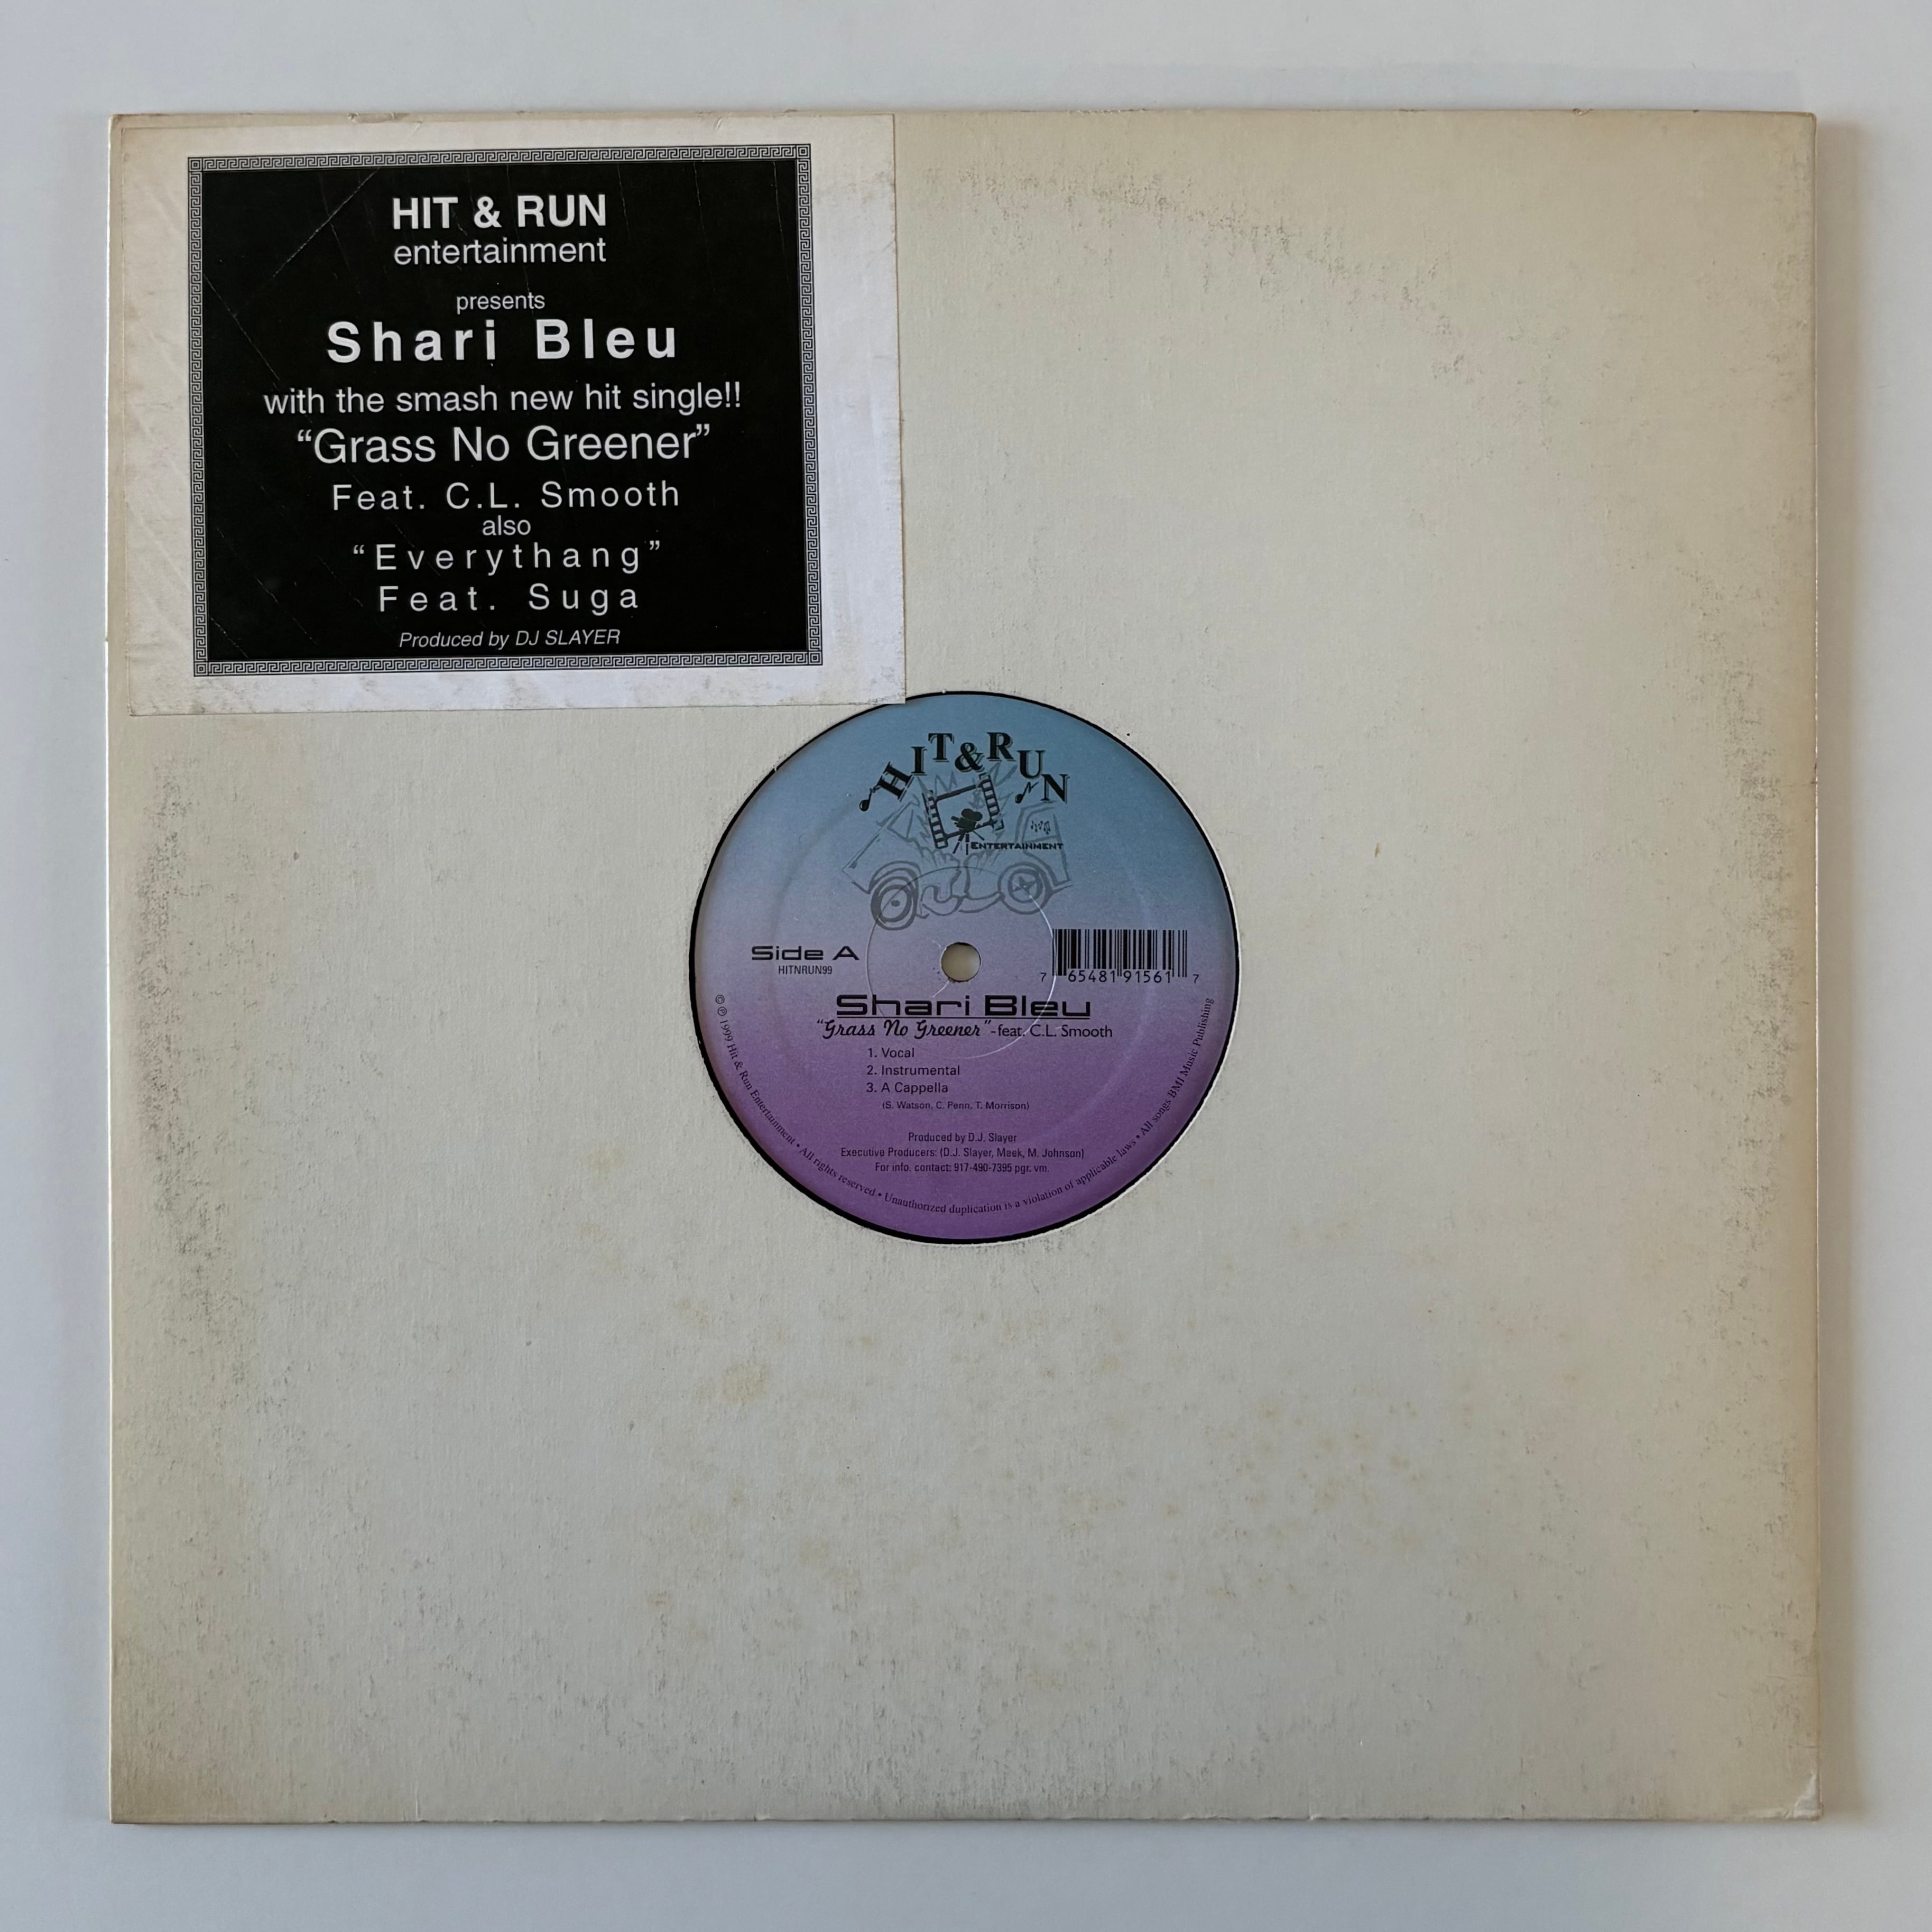 HIT & RUN
entertainment
presents
Shari Bleu
with the smash new hit single!!
“Grass No Greener”
Feat. C.L. Smooth
also
“Everythang”
Feat. Suga
Produced by DJ SLAYER
HIT & RUN
ENTERTAINMENT
Side A
HITNRUN99
7 65481 91561 7
Shari Bleu
“Grass No Greener” - feat. C.L. Smooth
1. Vocal
2. Instrumental
3. A Cappella
(S. Watson, C. Penn, T. Morrison)
Produced by D.J. Slayer
Executive Producers: (D.J. Slayer, Meek, M. Johnson)
For info. contact: 917-490-7395 pgr. vm.
© ℗ 1999 Hit & Run Entertainment • All rights reserved • Unauthorized duplication is a violation of applicable laws • All songs BMI Music Publishing